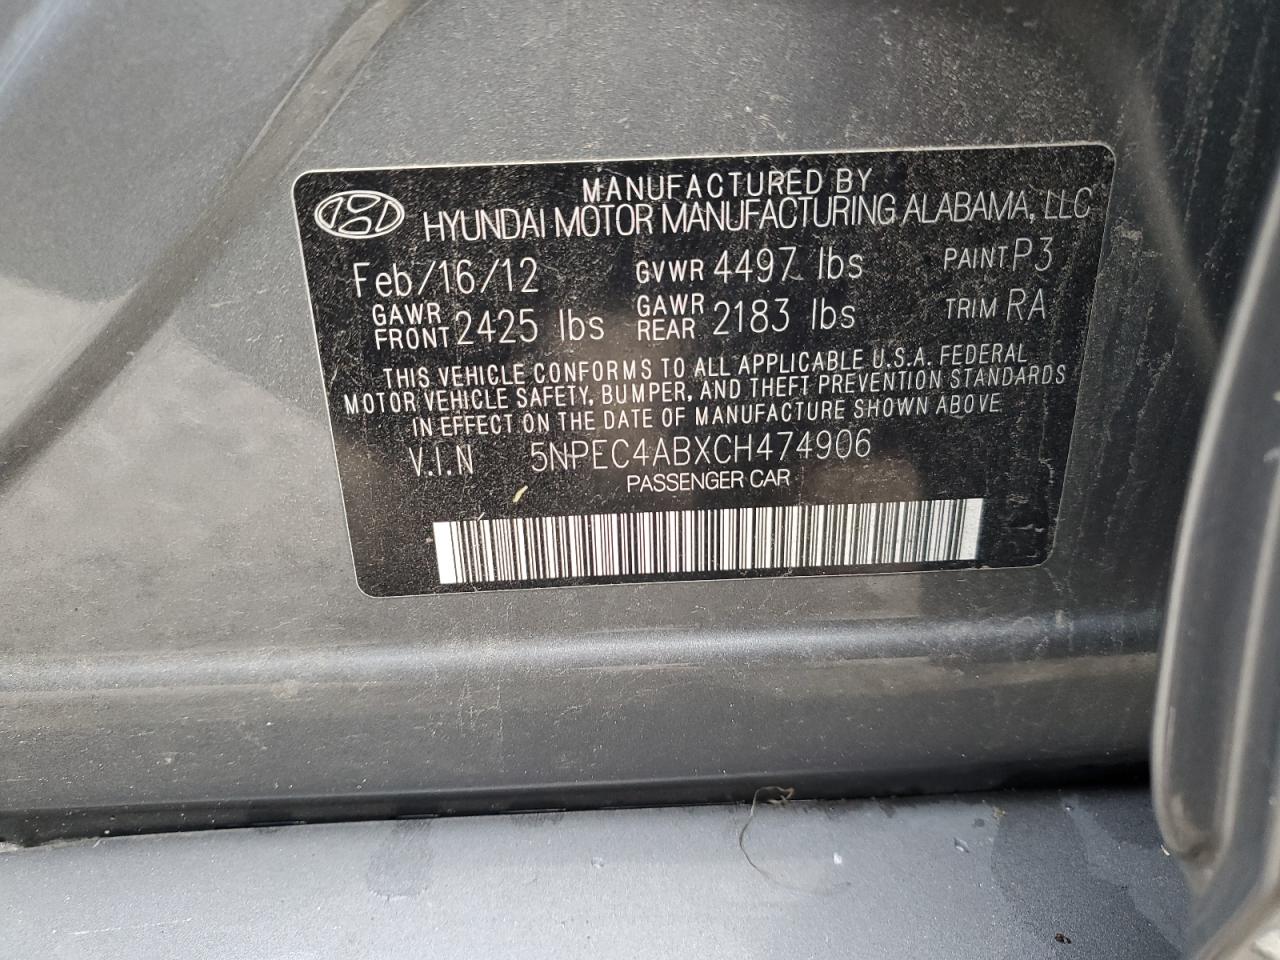 MANUFACTURED BY
HYUNDAI MOTOR MANUFACTURING ALABAMA, LLC
Feb/16/12 GVWR 4497 lbs PAINT P3
GAWR FRONT 2425 lbs GAWR REAR 2183 lbs TRIM RA
THIS VEHICLE CONFORMS TO ALL APPLICABLE U.S.A. FEDERAL
MOTOR VEHICLE SAFETY, BUMPER, AND THEFT PREVENTION STANDARDS
IN EFFECT ON THE DATE OF MANUFACTURE SHOWN ABOVE
V.I.N 5NPEC4ABXCH474906
PASSENGER CAR